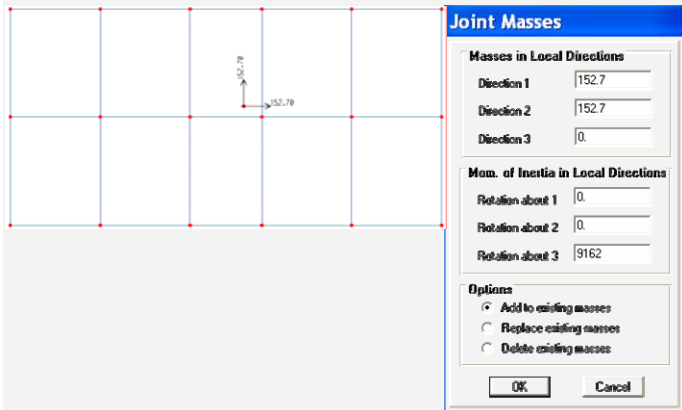 152.70
152.70
Joint Masses
Masses in Local Directions
Direction 1 152.7
Direction 2 152.7
Direction 3 0.
Mom. of Inertia in Local Directions
Rotation about 1 0.
Rotation about 2 0.
Rotation about 3 9162
Options
Add to existing masses
Replace existing masses
Delete existing masses
OK Cancel